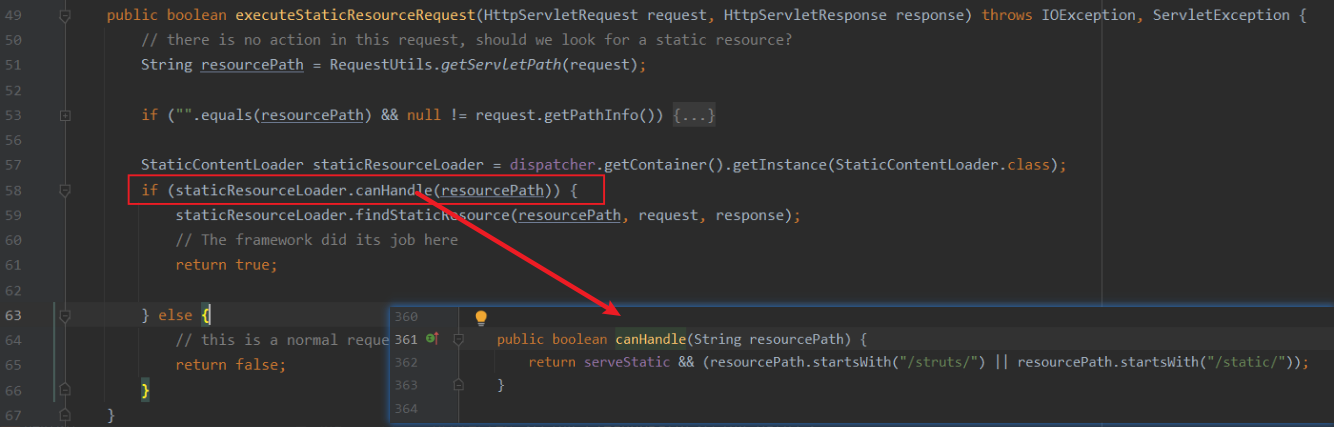 49 public boolean executeStaticResourceRequest(HttpServletRequest request, HttpServletResponse response) throws IOException, ServletException {
50 // there is no action in this request, should we look for a static resource?
51 String resourcePath = RequestUtils.getServletPath(request);
52
53 if ("".equals(resourcePath) && null != request.getPathInfo()) {...}
56
57 StaticContentLoader staticResourceLoader = dispatcher.getContainer().getInstance(StaticContentLoader.class);
58 if (staticResourceLoader.canHandle(resourcePath)) {
59 staticResourceLoader.findStaticResource(resourcePath, request, response);
60 // The framework did its job here
61 return true;
62
63 } else {
64 // this is a normal reque
65 return false;
66 }
67 }
360
361 public boolean canHandle(String resourcePath) {
362 return serveStatic && (resourcePath.startsWith("/struts/") || resourcePath.startsWith("/static/"));
363 }
364